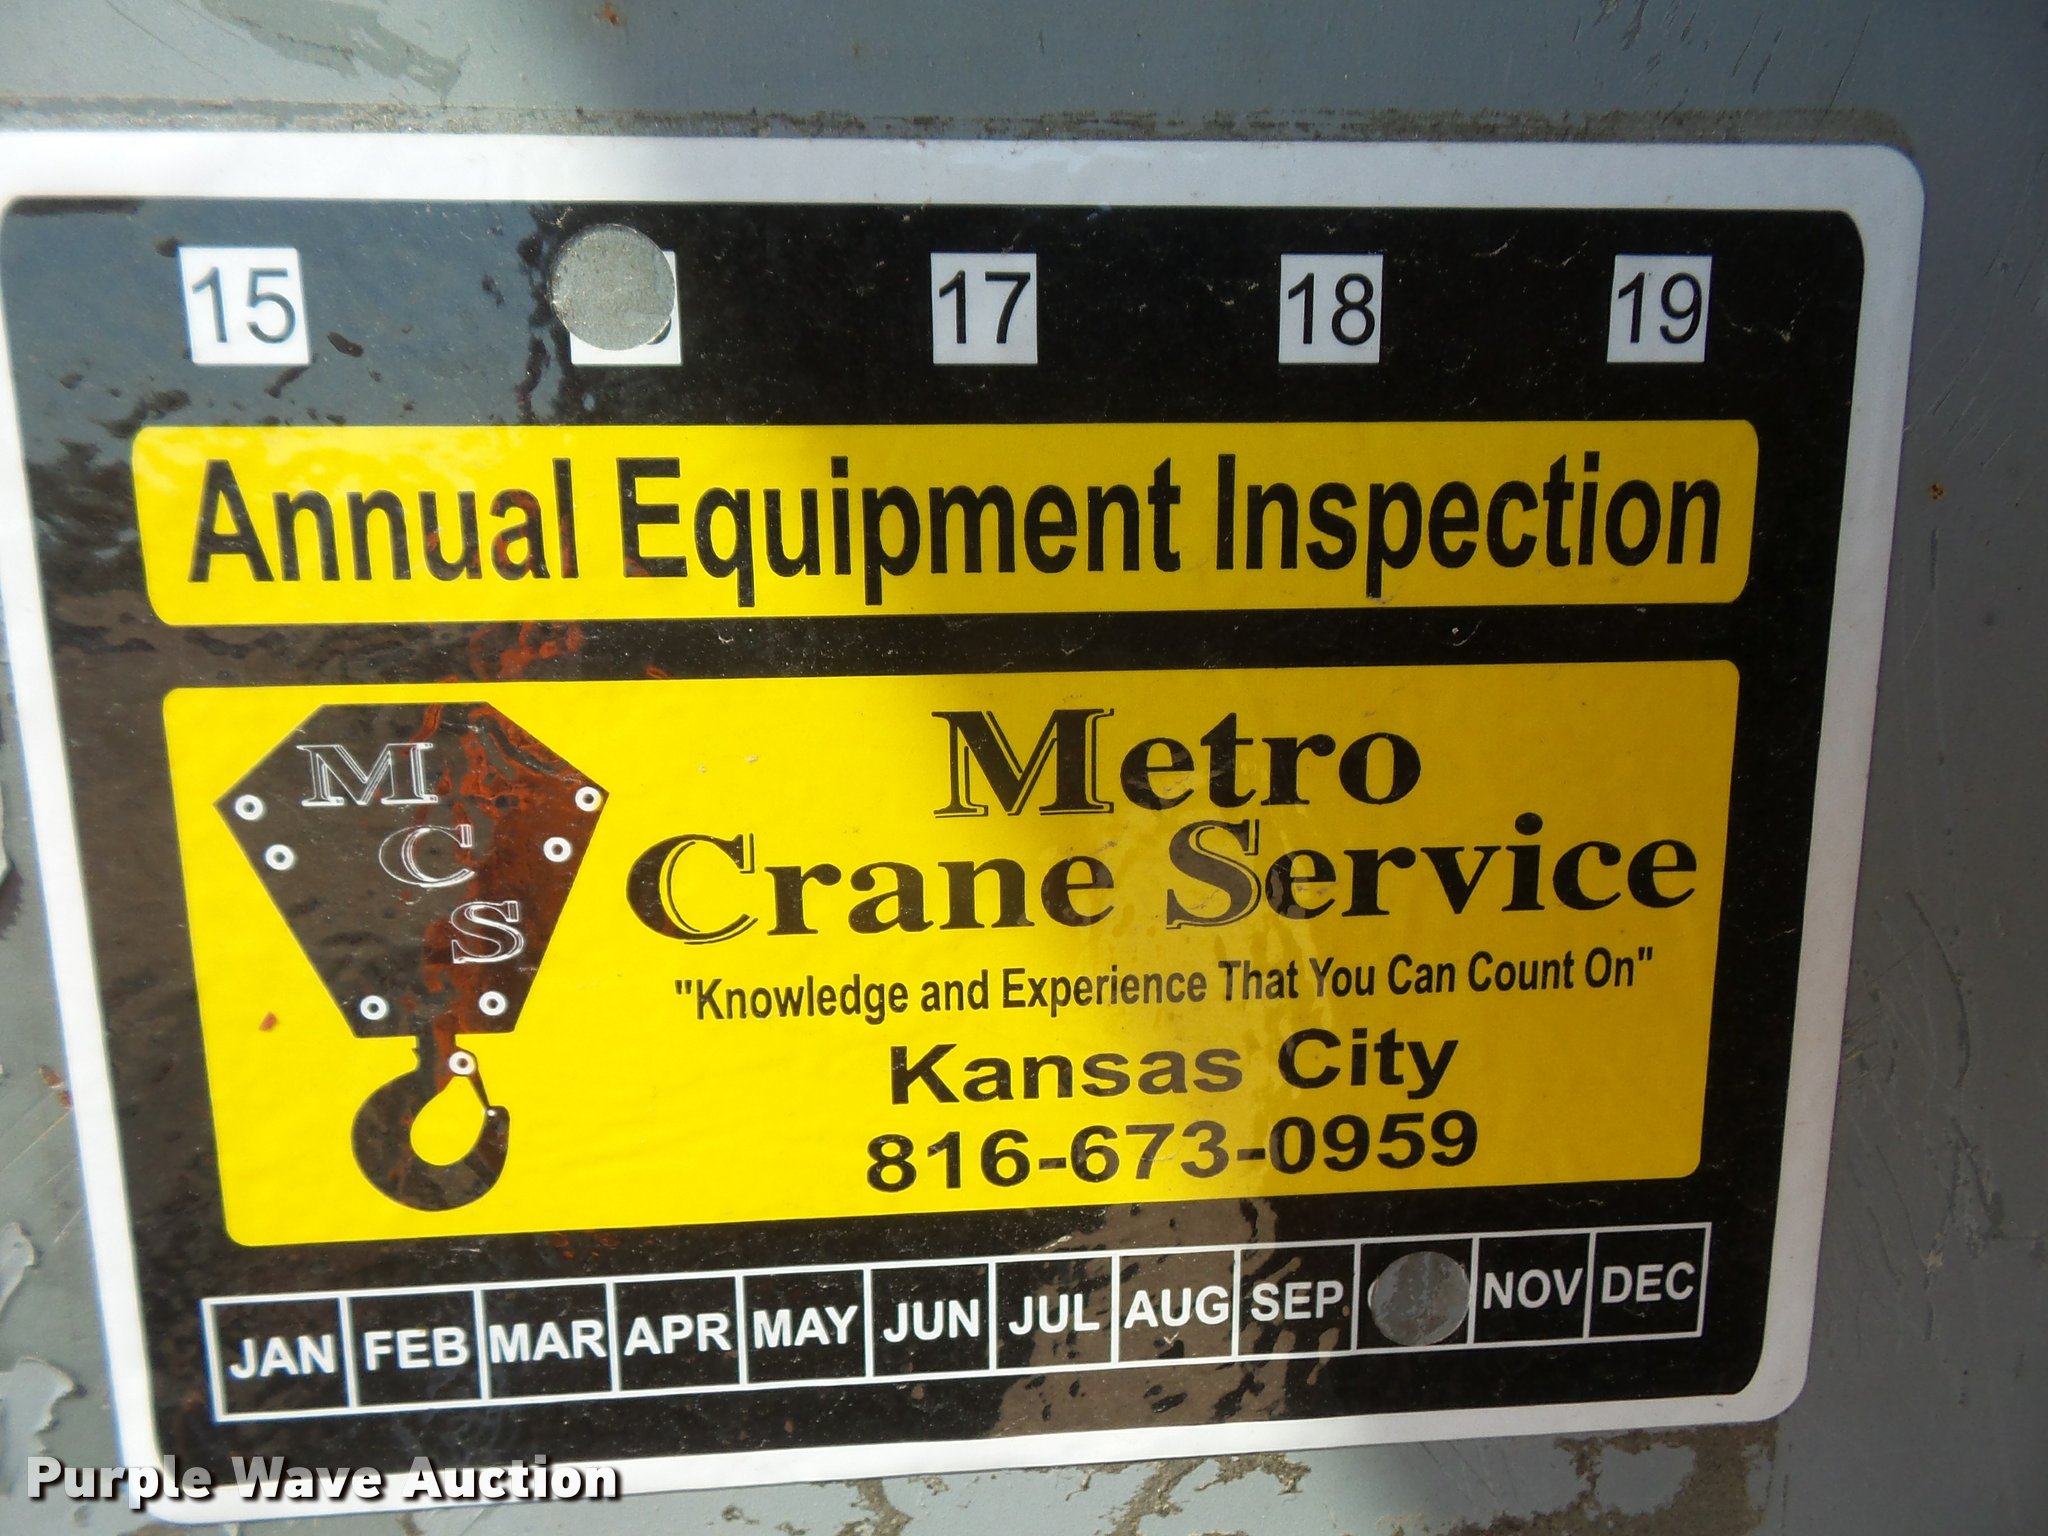 15 17 18 19
Annual Equipment Inspection
M
C
S
Metro
Crane Service
"Knowledge and Experience That You Can Count On"
Kansas City
816-673-0959
JAN FEB MAR APR MAY JUN JUL AUG SEP NOV DEC
Purple Wave Auction